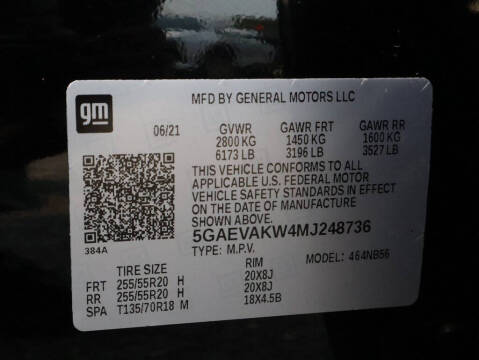 gm
MFD BY GENERAL MOTORS LLC
06/21 GVWR GAWR FRT GAWR RR
2800 KG 1450 KG 1600 KG
6173 LB 3196 LB 3527 LB
THIS VEHICLE CONFORMS TO ALL
APPLICABLE U.S. FEDERAL MOTOR
VEHICLE SAFETY STANDARDS IN EFFECT
ON THE DATE OF MANUFACTURE
SHOWN ABOVE.
384A
5GAEVAKW4MJ248736
TYPE: M.P.V. MODEL: 464NB56
TIRE SIZE RIM
FRT 255/55R20 H 20X8J
RR 255/55R20 H 20X8J
SPA T135/70R18 M 18X4.5B